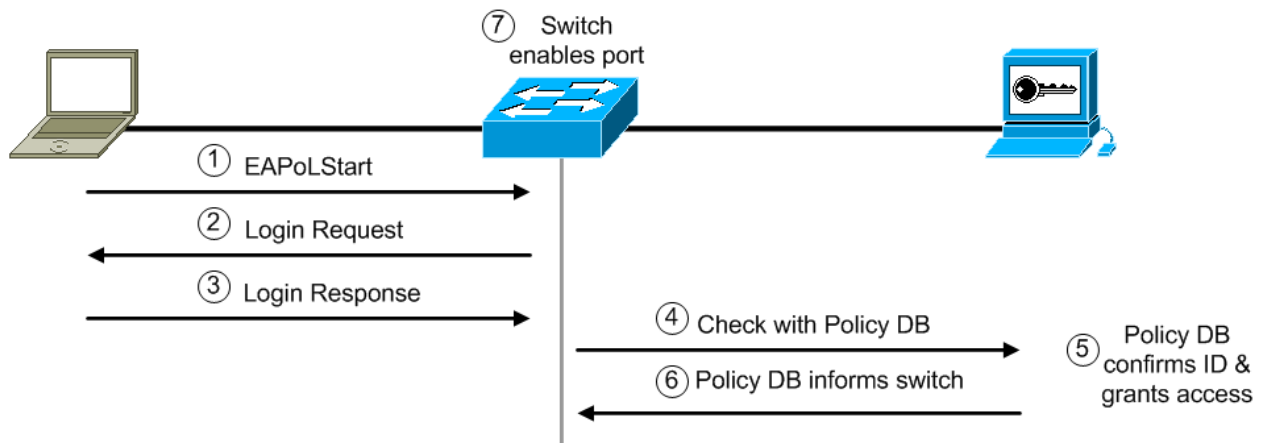 7 Switch
enables port
1 EAPoLStart
2 Login Request
3 Login Response
4 Check with Policy DB
5 Policy DB
confirms ID &
grants access
6 Policy DB informs switch